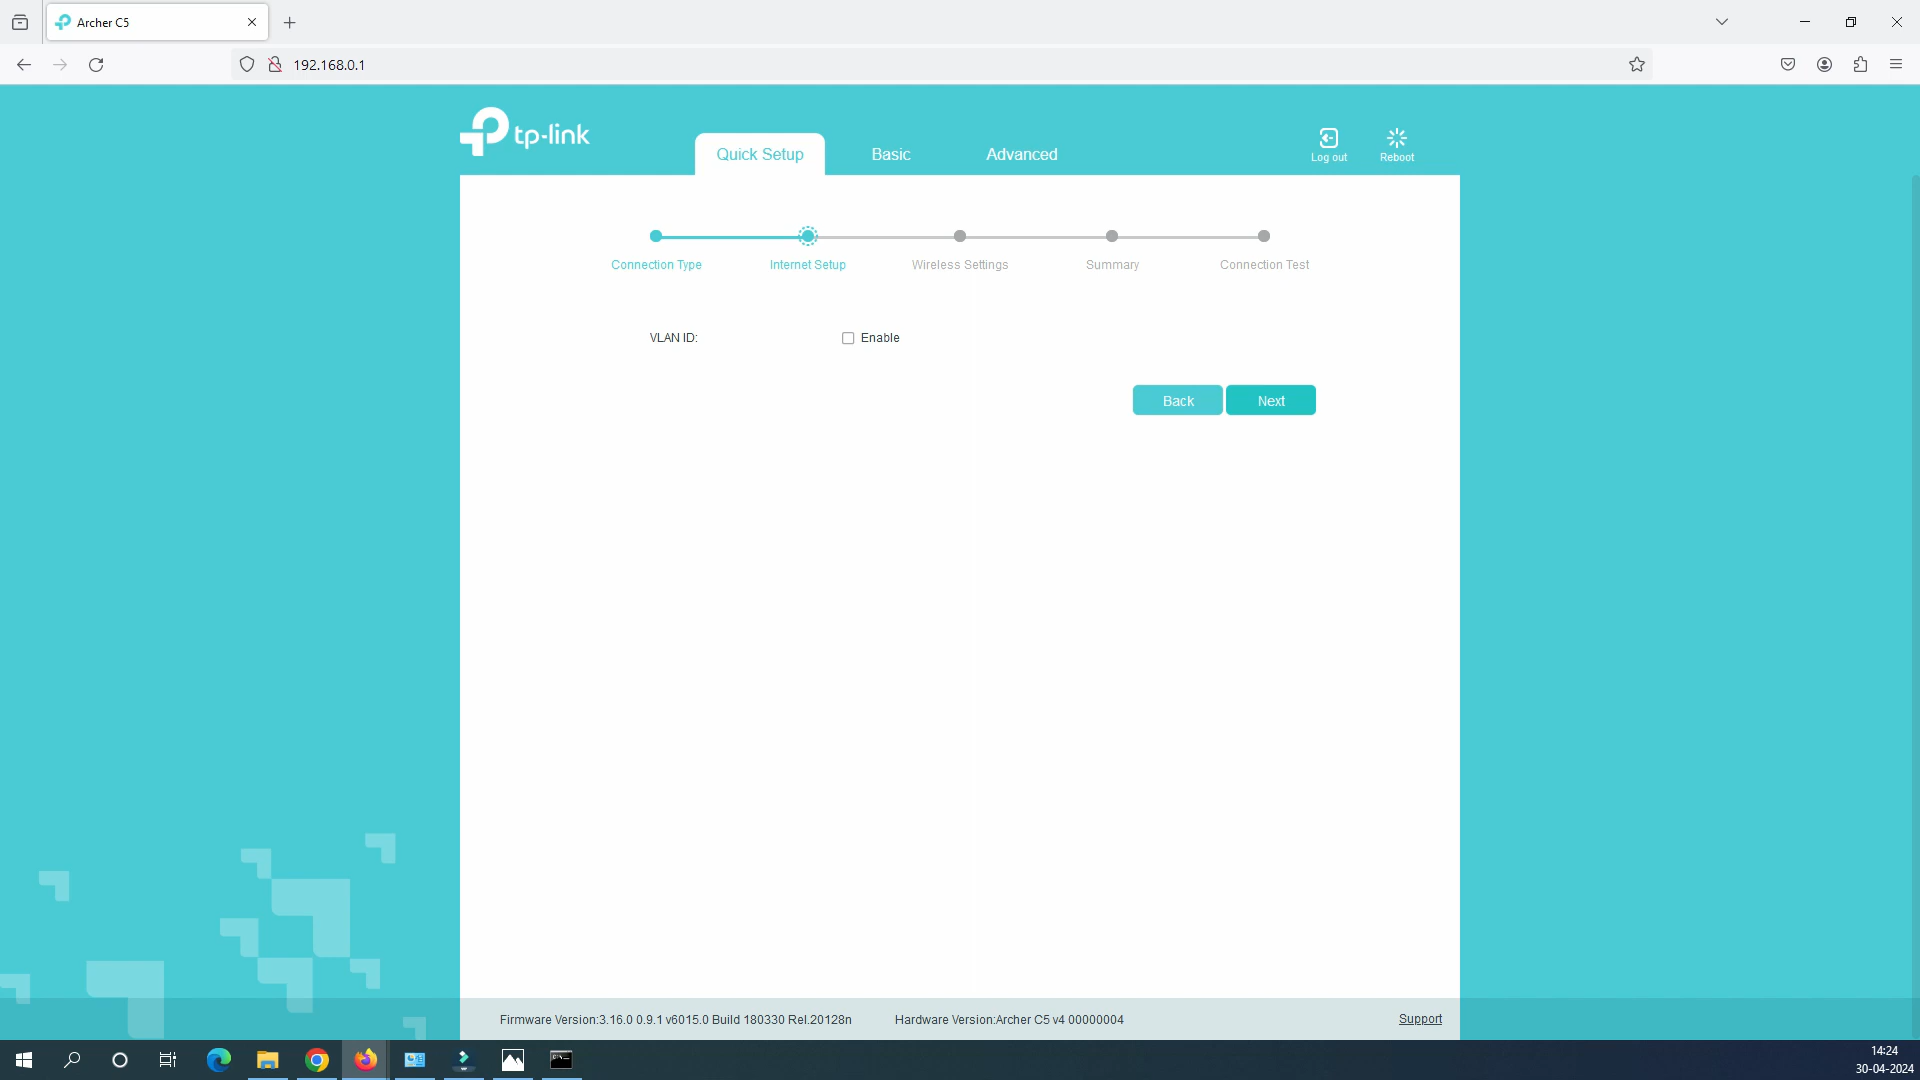 Archer C5
192.168.0.1
tp-link
Quick Setup
Basic
Advanced
Log out
Reboot
Connection Type
Internet Setup
Wireless Settings
Summary
Connection Test
VLAN ID:
Enable
Back
Next
Firmware Version:3.16.0 0.9.1 v6015.0 Build 180330 Rel.20128n
Hardware Version:Archer C5 v4 00000004
Support
14:24
30-04-2024